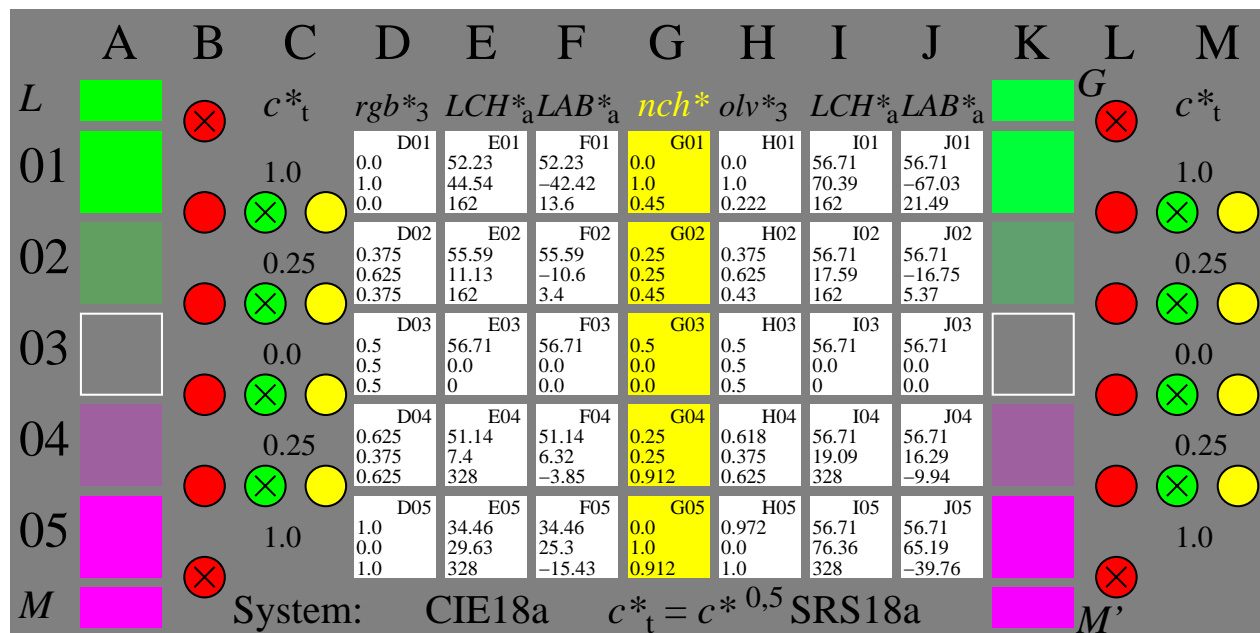 A B C D E F G H I J K L M
L c*t rgb*3 LCH*a LAB*a nch* olv*3 LCH*a LAB*a G c*t
01 1.0 1.0
D01 E01 F01 G01 H01 I01 J01
0.0 52.23 52.23 0.0 0.0 56.71 56.71
1.0 44.54 −42.42 1.0 1.0 70.39 −67.03
0.0 162 13.6 0.45 0.222 162 21.49
02 0.25 0.25
D02 E02 F02 G02 H02 I02 J02
0.375 55.59 55.59 0.25 0.375 56.71 56.71
0.625 11.13 −10.6 0.25 0.625 17.59 −16.75
0.375 162 3.4 0.45 0.43 162 5.37
03 0.0 0.0
D03 E03 F03 G03 H03 I03 J03
0.5 56.71 56.71 0.5 0.5 56.71 56.71
0.5 0.0 0.0 0.0 0.5 0.0 0.0
0.5 0 0.0 0.0 0.5 0 0.0
04 0.25 0.25
D04 E04 F04 G04 H04 I04 J04
0.625 51.14 51.14 0.25 0.618 56.71 56.71
0.375 7.4 6.32 0.25 0.375 19.09 16.29
0.625 328 −3.85 0.912 0.625 328 −9.94
05 1.0 1.0
D05 E05 F05 G05 H05 I05 J05
1.0 34.46 34.46 0.0 0.972 56.71 56.71
0.0 29.63 25.3 1.0 0.0 76.36 65.19
1.0 328 −15.43 0.912 1.0 328 −39.76
M System: CIE18a c*t = c* 0,5 SRS18a M'